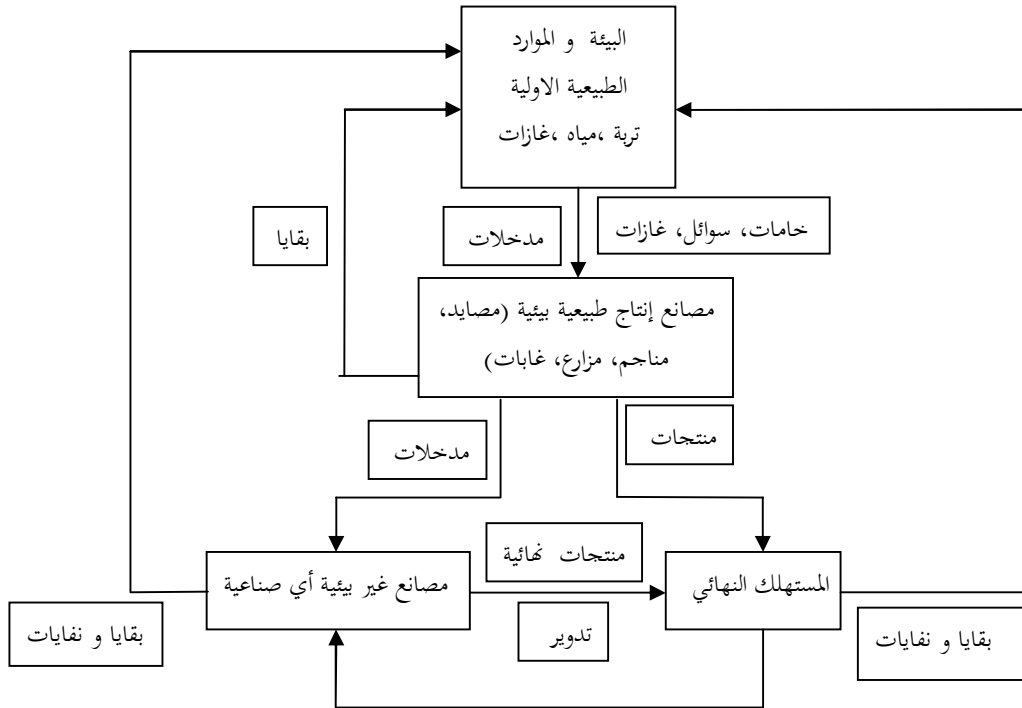 البيئة و الموارد
الطبيعية الاولية
تربة ،مياه ،غازات
خامات، سوائل، غازات
مدخلات
بقايا
مصانع إنتاج طبيعية بيئية (مصايد،
مناجم، مزارع، غابات)
منتجات
مدخلات
منتجات نهائية
المستهلك النهائي
مصانع غير بيئية أي صناعية
بقايا و نفايات
تدوير
بقايا و نفايات